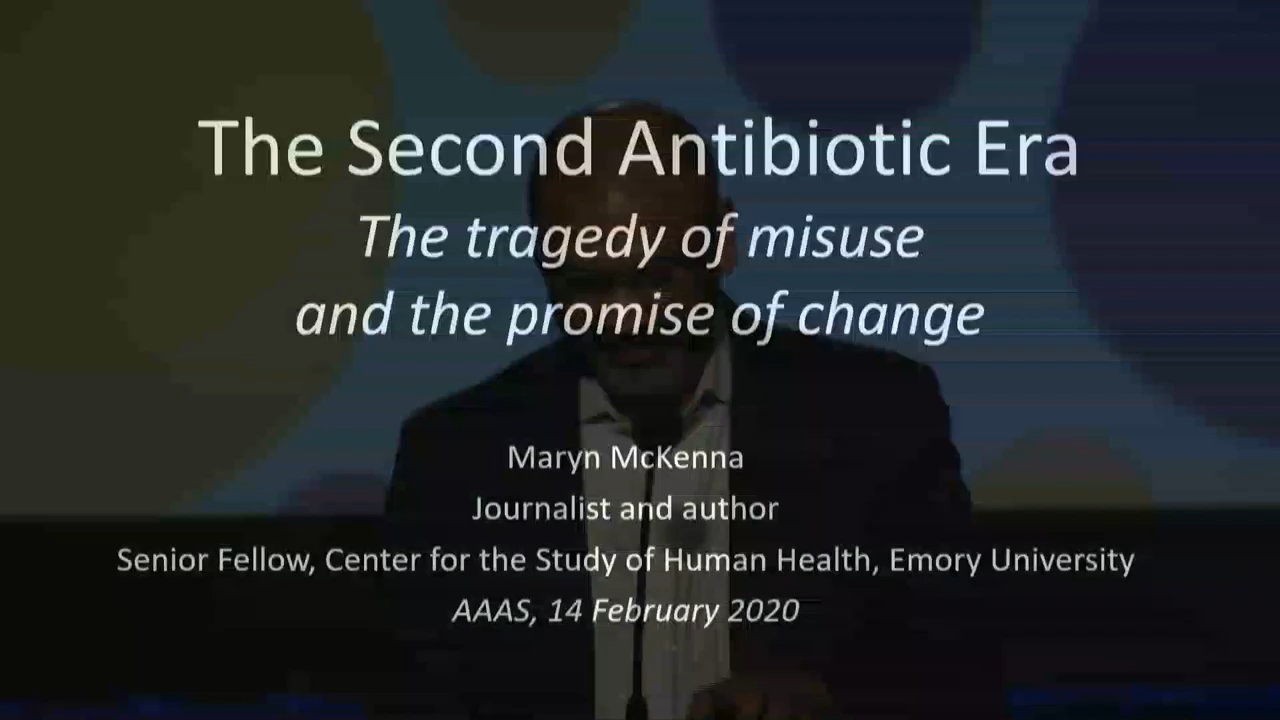 The Second Antibiotic Era
The tragedy of misuse
and the promise of change
Maryn McKenna
Journalist and author
Senior Fellow, Center for the Study of Human Health, Emory University
AAAS, 14 February 2020